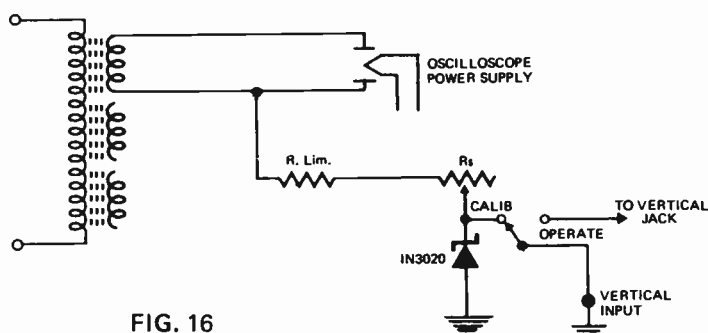 OSCILLOSCOPE
POWER SUPPLY
R. Lim.
Rs
CALIB
TO VERTICAL
JACK
OPERATE
IN3020
VERTICAL
INPUT
FIG. 16